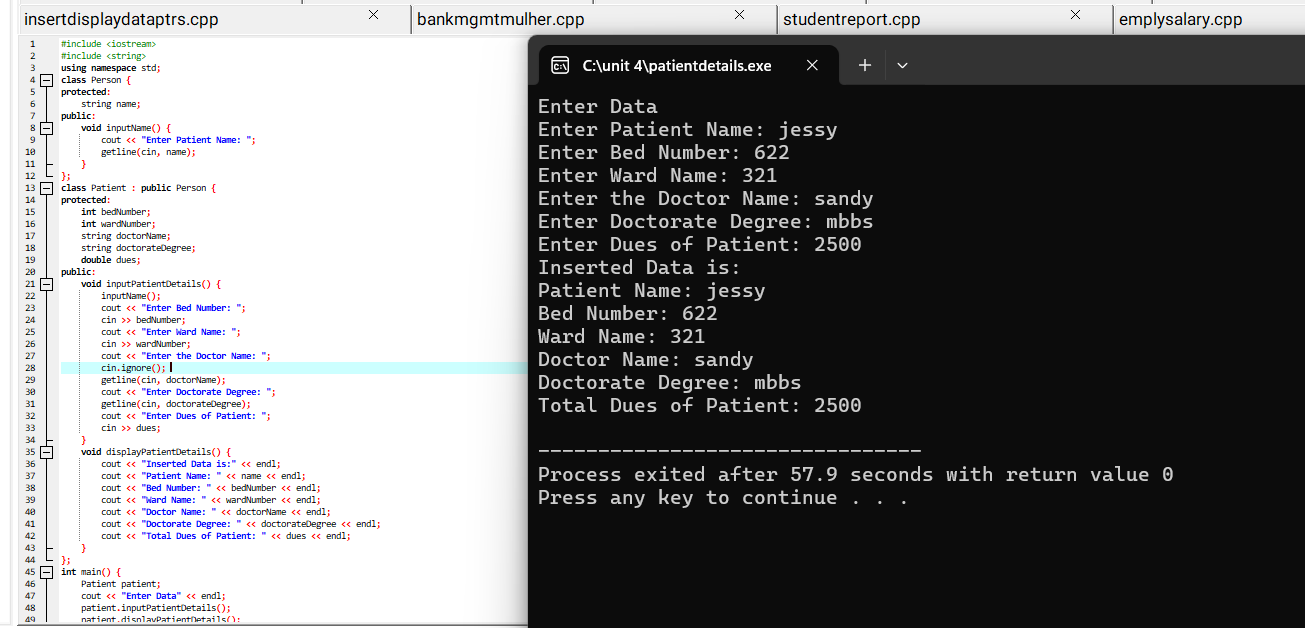 insertdisplaydataptrs.cpp
bankmgmtmulher.cpp
studentreport.cpp
emplysalary.cpp
1 #include <iostream>
2 #include <string>
3 using namespace std;
4 class Person {
5 protected:
6 string name;
7 public:
8 void inputName() {
9 cout << "Enter Patient Name: ";
10 getline(cin, name);
11 }
12 };
13 class Patient : public Person {
14 protected:
15 int bedNumber;
16 int wardNumber;
17 string doctorName;
18 string doctorateDegree;
19 double dues;
20 public:
21 void inputPatientDetails() {
22 inputName();
23 cout << "Enter Bed Number: ";
24 cin >> bedNumber;
25 cout << "Enter Ward Name: ";
26 cin >> wardNumber;
27 cout << "Enter the Doctor Name: ";
28 cin.ignore();
29 getline(cin, doctorName);
30 cout << "Enter Doctorate Degree: ";
31 getline(cin, doctorateDegree);
32 cout << "Enter Dues of Patient: ";
33 cin >> dues;
34 }
35 void displayPatientDetails() {
36 cout << "Inserted Data is:" << endl;
37 cout << "Patient Name: " << name << endl;
38 cout << "Bed Number: " << bedNumber << endl;
39 cout << "Ward Name: " << wardNumber << endl;
40 cout << "Doctor Name: " << doctorName << endl;
41 cout << "Doctorate Degree: " << doctorateDegree << endl;
42 cout << "Total Dues of Patient: " << dues << endl;
43 }
44 };
45 int main() {
46 Patient patient;
47 cout << "Enter Data" << endl;
48 patient.inputPatientDetails();
49 patient.displayPatientDetails();
C:\unit 4\patientdetails.exe
Enter Data
Enter Patient Name: jessy
Enter Bed Number: 622
Enter Ward Name: 321
Enter the Doctor Name: sandy
Enter Doctorate Degree: mbbs
Enter Dues of Patient: 2500
Inserted Data is:
Patient Name: jessy
Bed Number: 622
Ward Name: 321
Doctor Name: sandy
Doctorate Degree: mbbs
Total Dues of Patient: 2500
--------------------------------
Process exited after 57.9 seconds with return value 0
Press any key to continue . . .